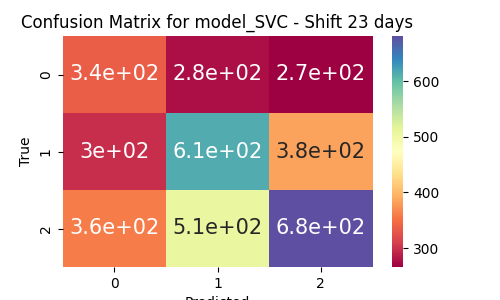 Confusion Matrix for model_SVC - Shift 23 days
0 3.4e+02 2.8e+02 2.7e+02
1 3e+02 6.1e+02 3.8e+02
2 3.6e+02 5.1e+02 6.8e+02
True
0 1 2
Predicted
600
500
400
300